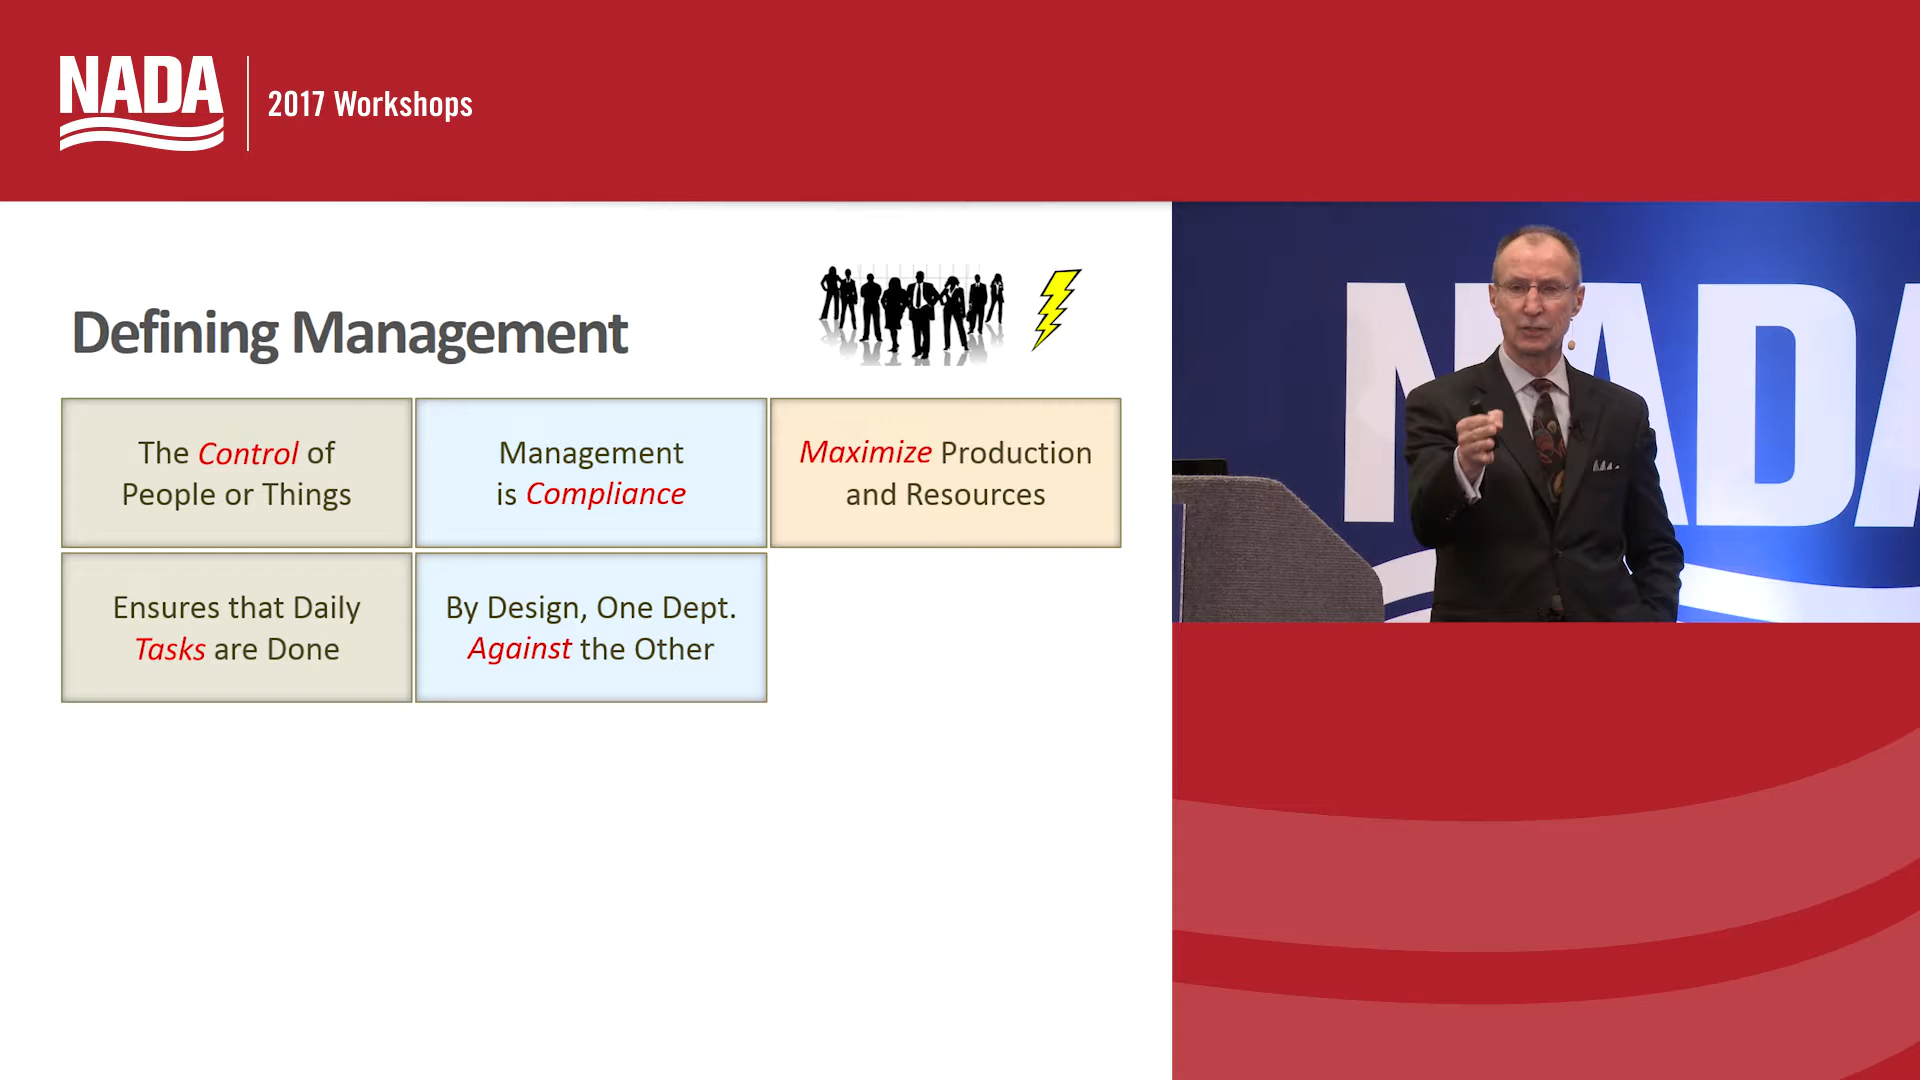 NADA
2017 Workshops
Defining Management
The Control of
People or Things
Management
is Compliance
Maximize Production
and Resources
Ensures that Daily
Tasks are Done
By Design, One Dept.
Against the Other
NADA